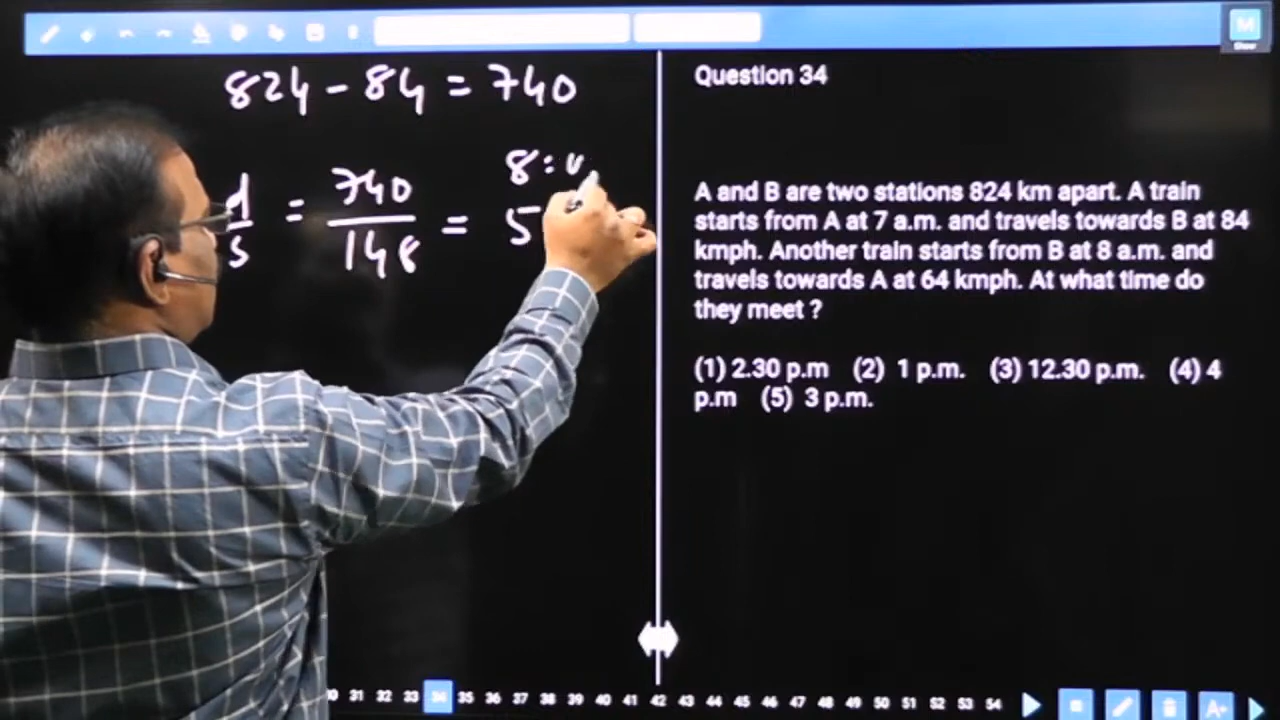 M
824 - 84 = 740
d/s = 740/148 = 5
8:
Question 34
A and B are two stations 824 km apart. A train
starts from A at 7 a.m. and travels towards B at 84
kmph. Another train starts from B at 8 a.m. and
travels towards A at 64 kmph. At what time do
they meet ?
(1) 2.30 p.m (2) 1 p.m. (3) 12.30 p.m. (4) 4
p.m (5) 3 p.m.
31 32 33 34 35 36 37 38 39 40 41 42 43 44 45 46 47 48 49 50 51 52 53 54
A+